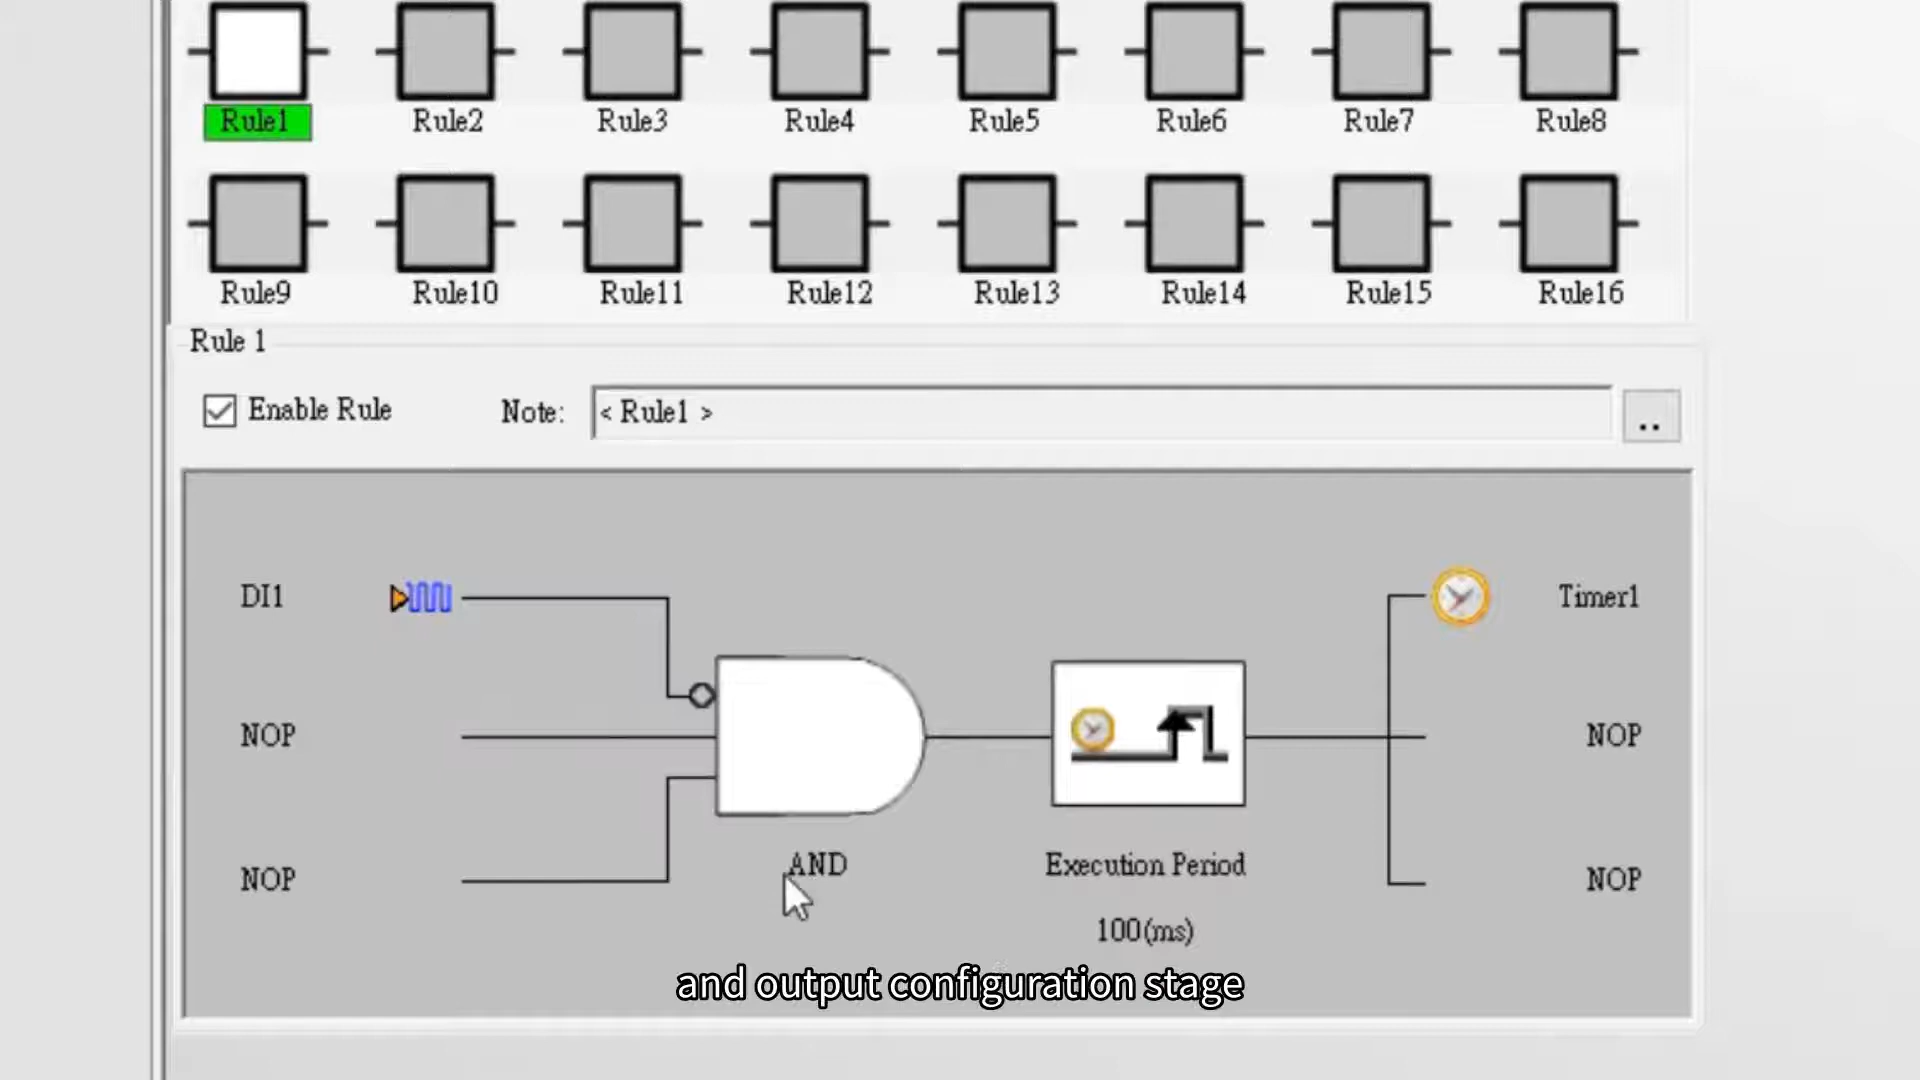 Rule1 Rule2 Rule3 Rule4 Rule5 Rule6 Rule7 Rule8
Rule9 Rule10 Rule11 Rule12 Rule13 Rule14 Rule15 Rule16
Rule 1
Enable Rule Note: < Rule1 > ..
DI1 Timer1
NOP NOP
AND Execution Period
NOP NOP
100(ms)
and output configuration stage